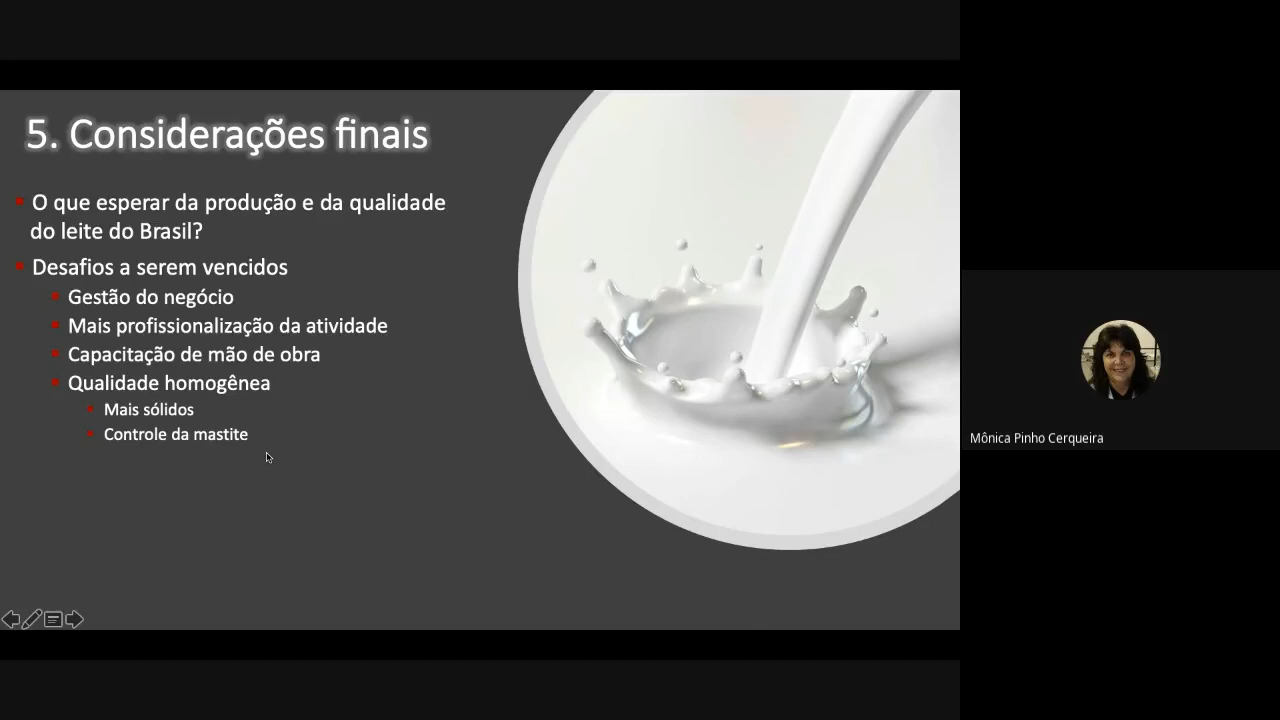 5. Considerações finais
O que esperar da produção e da qualidade
do leite do Brasil?
Desafios a serem vencidos
Gestão do negócio
Mais profissionalização da atividade
Capacitação de mão de obra
Qualidade homogênea
Mais sólidos
Controle da mastite
Mônica Pinho Cerqueira